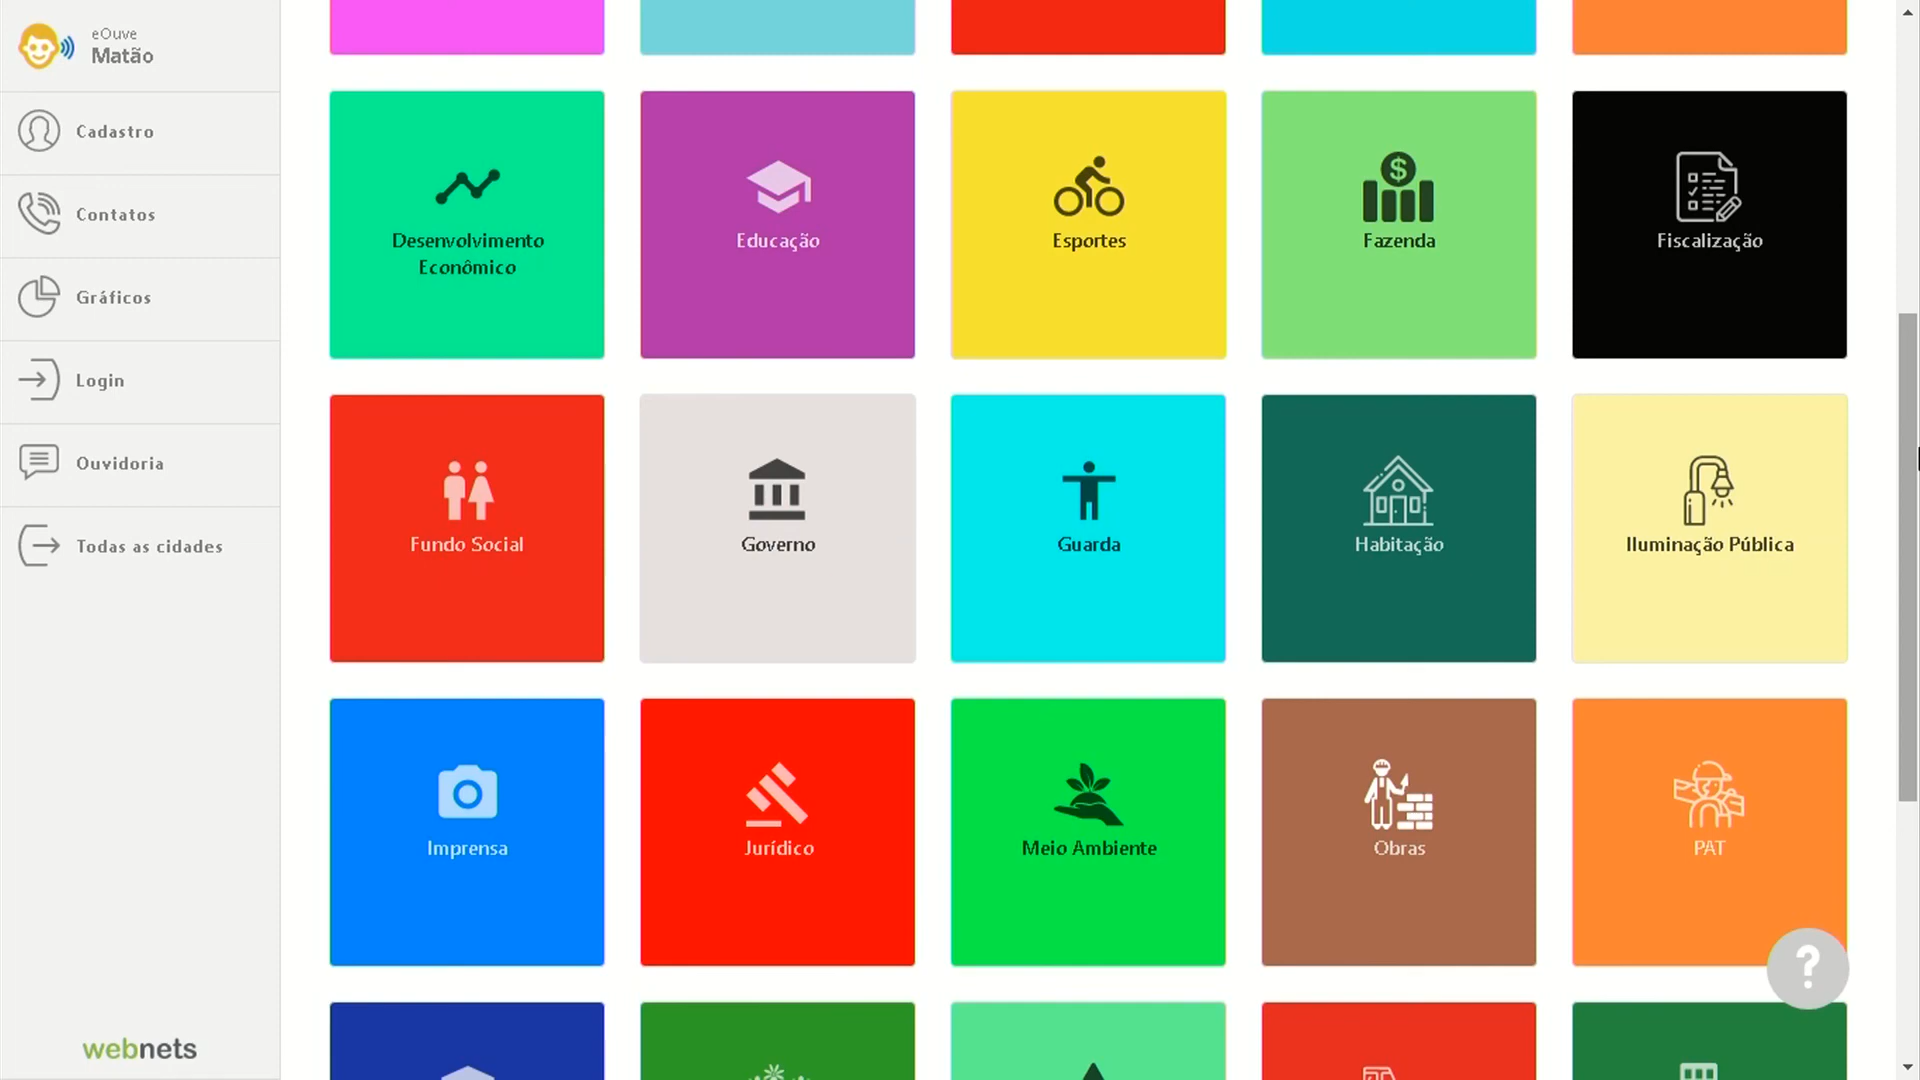 eOuve
Matão
Cadastro
Contatos
Gráficos
Login
Ouvidoria
Todas as cidades
webnets
Desenvolvimento
Econômico
Educação
Esportes
Fazenda
Fiscalização
Fundo Social
Governo
Guarda
Habitação
Iluminação Pública
Imprensa
Jurídico
Meio Ambiente
Obras
PAT
?